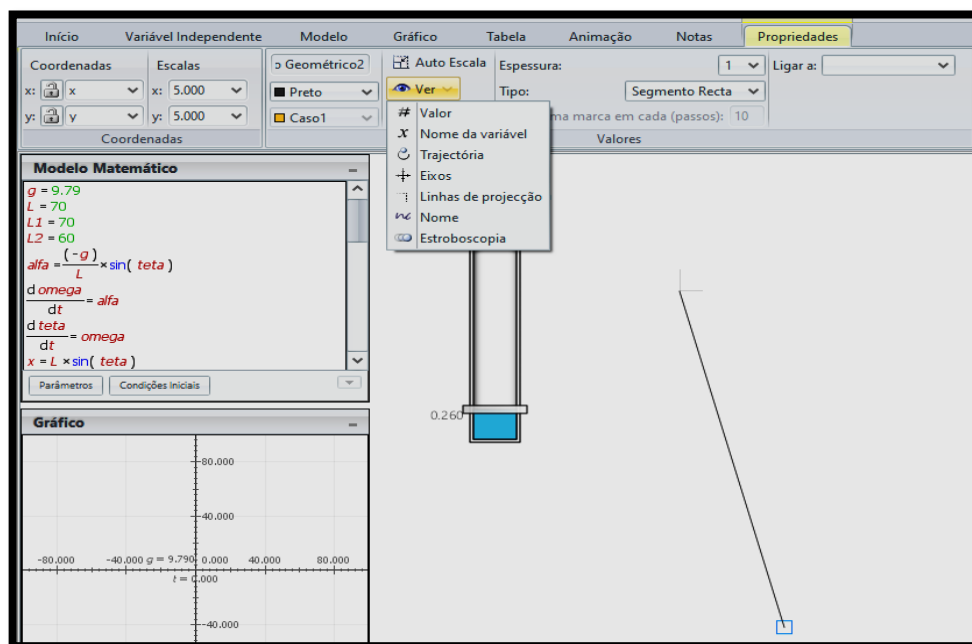 Início Variável Independente Modelo Gráfico Tabela Animação Notas Propriedades
Coordenadas Escalas
x: x x: 5.000
y: y y: 5.000
Coordenadas
Geométrico2 Auto Escala Espessura: 1 Ligar a:
Preto Ver Tipo: Segmento Recta
Caso1 ma marca em cada (passos): 10
Valores
# Valor
x Nome da variável
Trajectória
Eixos
Linhas de projecção
Nome
Estroboscopia
Modelo Matemático
g = 9.79
L = 70
L1 = 70
L2 = 60
alfa = (-g) / L × sin( teta )
d omega / dt = alfa
d teta / dt = omega
x = L × sin( teta )
Parâmetros Condições Iniciais
0.260
Gráfico
80.000
40.000
-80.000 -40.000 g = 9.790 0.000 40.000 80.000
t = 0.000
-40.000